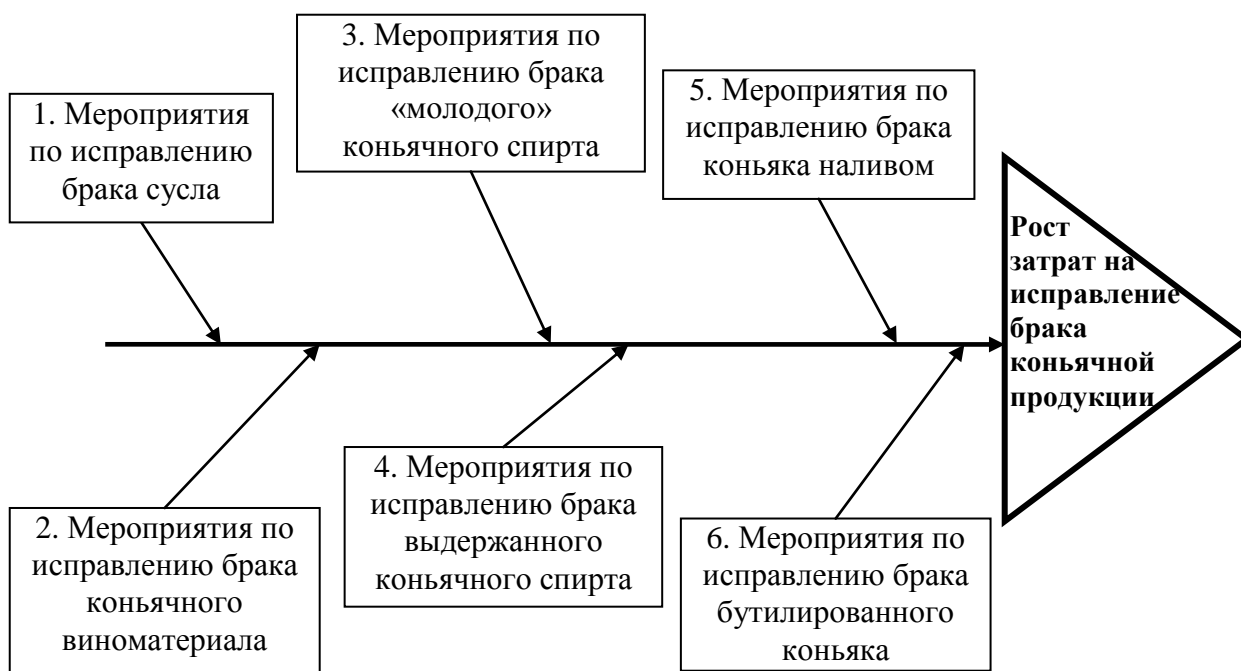 1. Мероприятия
по исправлению
брака сусла
2. Мероприятия по
исправлению брака
коньячного
виноматериала
3. Мероприятия по
исправлению брака
«молодого»
коньячного спирта
4. Мероприятия по
исправлению брака
выдержанного
коньячного спирта
5. Мероприятия по
исправлению брака
коньяка наливом
6. Мероприятия по
исправлению брака
бутилированного
коньяка
Рост
затрат на
исправление
брака
коньячной
продукции